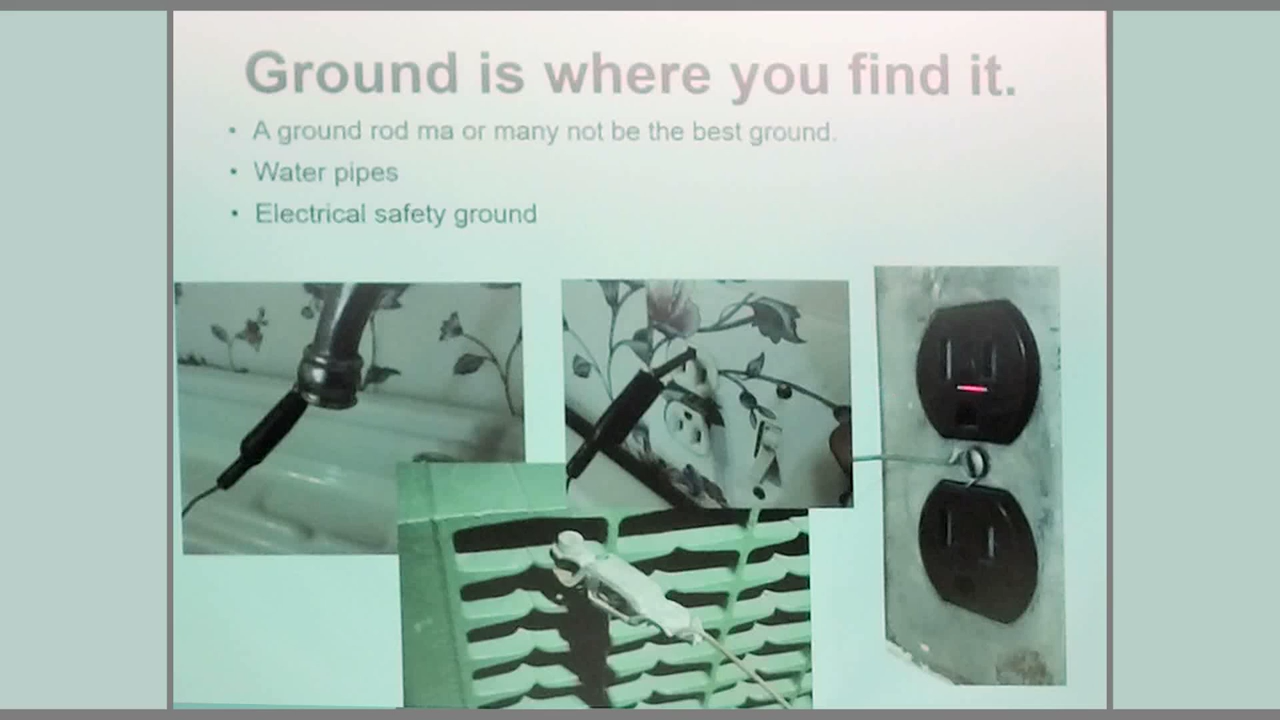 Ground is where you find it.
• A ground rod ma or many not be the best ground.
• Water pipes
• Electrical safety ground